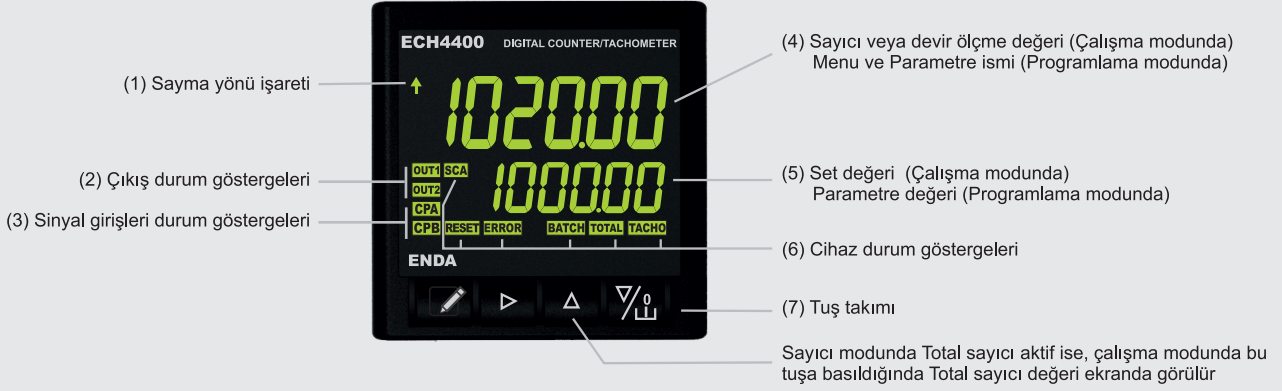 ECH4400 DIGITAL COUNTER/TACHOMETER
(1) Sayma yönü işareti
1020.00
(2) Çıkış durum göstergeleri
(3) Sinyal girişleri durum göstergeleri
OUT1 SCA
OUT2
CPA
CPB RESET ERROR BATCH TOTAL TACHO
1000.00
ENDA
0
(4) Sayıcı veya devir ölçme değeri (Çalışma modunda)
Menu ve Parametre ismi (Programlama modunda)
(5) Set değeri (Çalışma modunda)
Parametre değeri (Programlama modunda)
(6) Cihaz durum göstergeleri
(7) Tuş takımı
Sayıcı modunda Total sayıcı aktif ise, çalışma modunda bu
tuşa basıldığında Total sayıcı değeri ekranda görülür